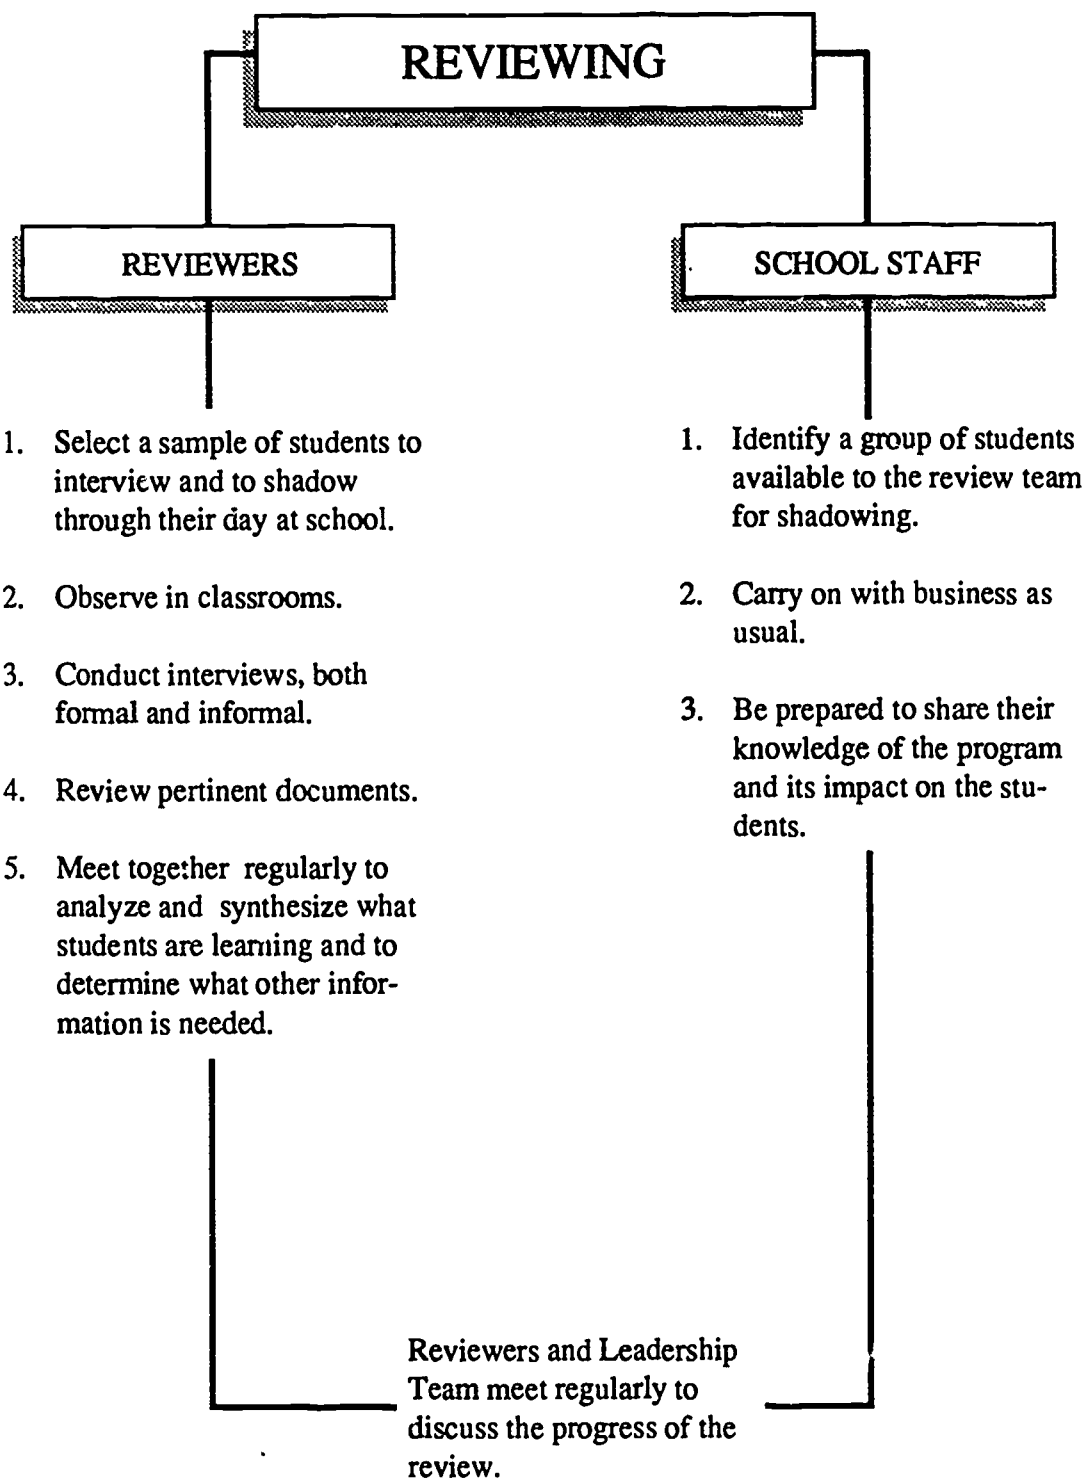 REVIEWING
REVIEWERS
1. Select a sample of students to
interview and to shadow
through their day at school.
2. Observe in classrooms.
3. Conduct interviews, both
formal and informal.
4. Review pertinent documents.
5. Meet together regularly to
analyze and synthesize what
students are learning and to
determine what other infor-
mation is needed.
SCHOOL STAFF
1. Identify a group of students
available to the review team
for shadowing.
2. Carry on with business as
usual.
3. Be prepared to share their
knowledge of the program
and its impact on the stu-
dents.
Reviewers and Leadership
Team meet regularly to
discuss the progress of the
review.